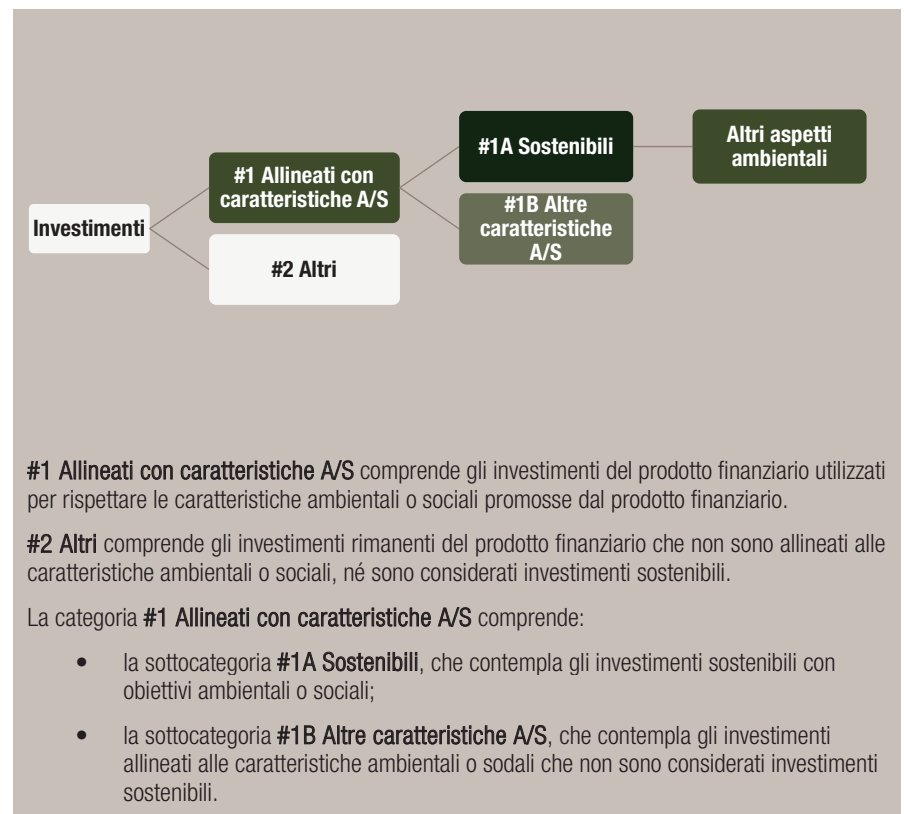 #1A Sostenibili
Altri aspetti
ambientali
#1 Allineati con
caratteristiche A/S
#1B Altre
caratteristiche
A/S
Investimenti
#2 Altri
#1 Allineati con caratteristiche A/S comprende gli investimenti del prodotto finanziario utilizzati
per rispettare le caratteristiche ambientali o sociali promosse dal prodotto finanziario.
#2 Altri comprende gli investimenti rimanenti del prodotto finanziario che non sono allineati alle
caratteristiche ambientali o sociali, né sono considerati investimenti sostenibili.
La categoria #1 Allineati con caratteristiche A/S comprende:
• la sottocategoria #1A Sostenibili, che contempla gli investimenti sostenibili con
obiettivi ambientali o sociali;
• la sottocategoria #1B Altre caratteristiche A/S, che contempla gli investimenti
allineati alle caratteristiche ambientali o sodali che non sono considerati investimenti
sostenibili.